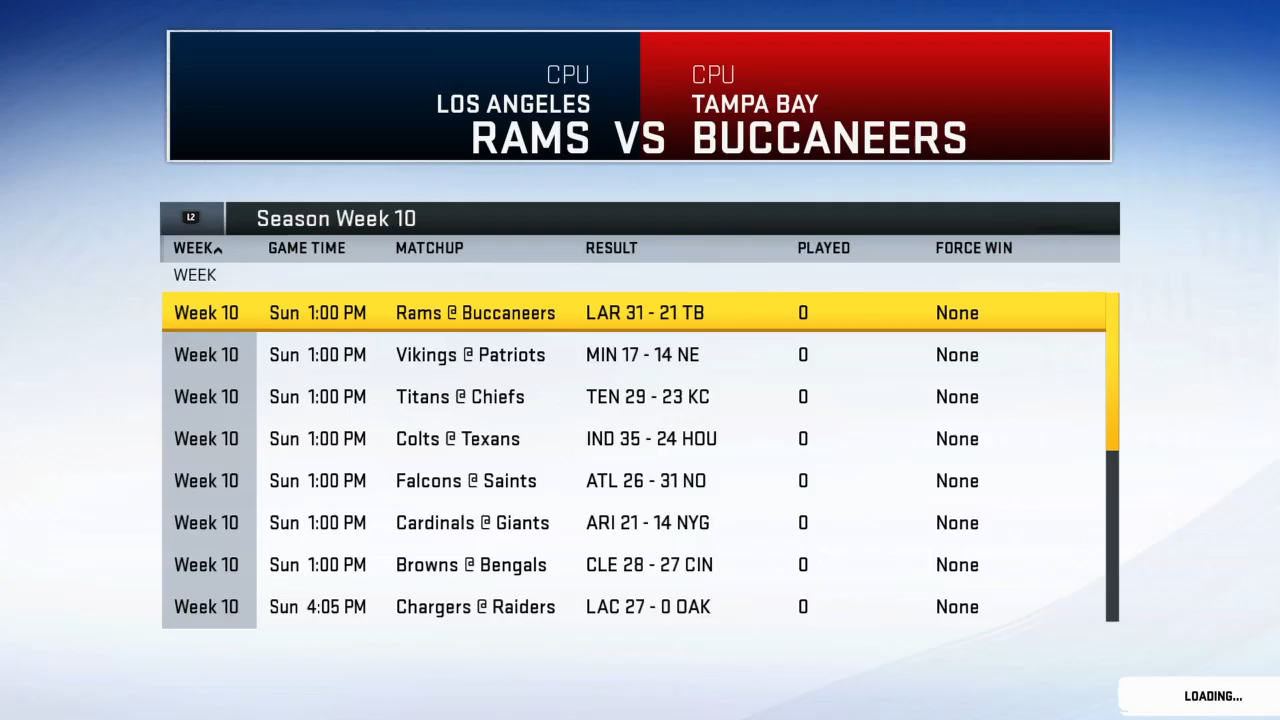 CPU CPU
LOS ANGELES TAMPA BAY
RAMS VS BUCCANEERS
L2 Season Week 10
WEEK GAME TIME MATCHUP RESULT PLAYED FORCE WIN
WEEK
Week 10 Sun 1:00 PM Rams @ Buccaneers LAR 31 - 21 TB 0 None
Week 10 Sun 1:00 PM Vikings @ Patriots MIN 17 - 14 NE 0 None
Week 10 Sun 1:00 PM Titans @ Chiefs TEN 29 - 23 KC 0 None
Week 10 Sun 1:00 PM Colts @ Texans IND 35 - 24 HOU 0 None
Week 10 Sun 1:00 PM Falcons @ Saints ATL 26 - 31 NO 0 None
Week 10 Sun 1:00 PM Cardinals @ Giants ARI 21 - 14 NYG 0 None
Week 10 Sun 1:00 PM Browns @ Bengals CLE 28 - 27 CIN 0 None
Week 10 Sun 4:05 PM Chargers @ Raiders LAC 27 - 0 OAK 0 None
LOADING...